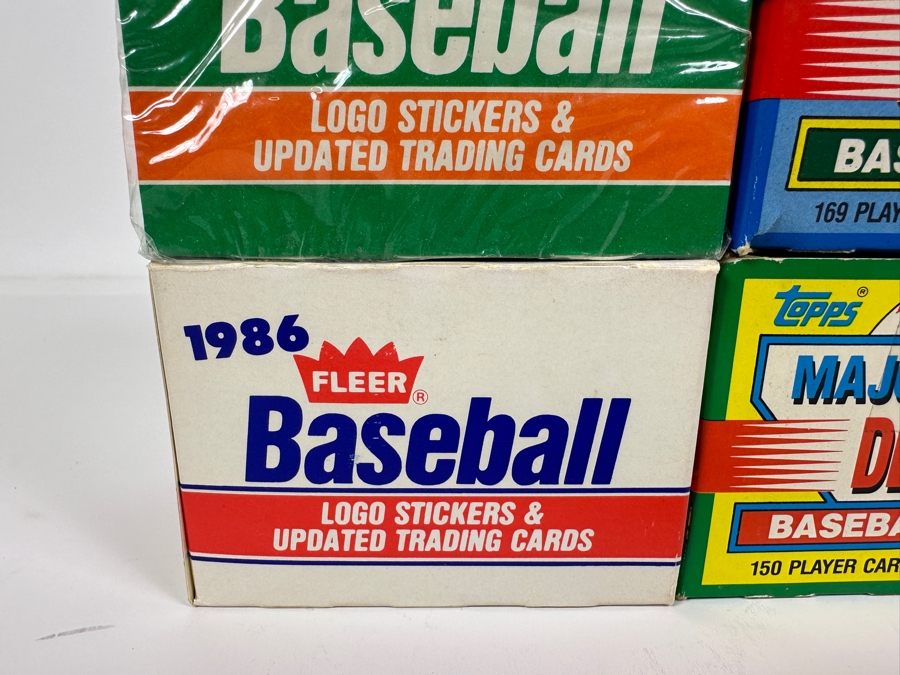 Baseball
LOGO STICKERS &
UPDATED TRADING CARDS
169 PLAY
1986
FLEER®
Baseball
LOGO STICKERS &
UPDATED TRADING CARDS
Topps®
BASEBA
150 PLAYER CAR